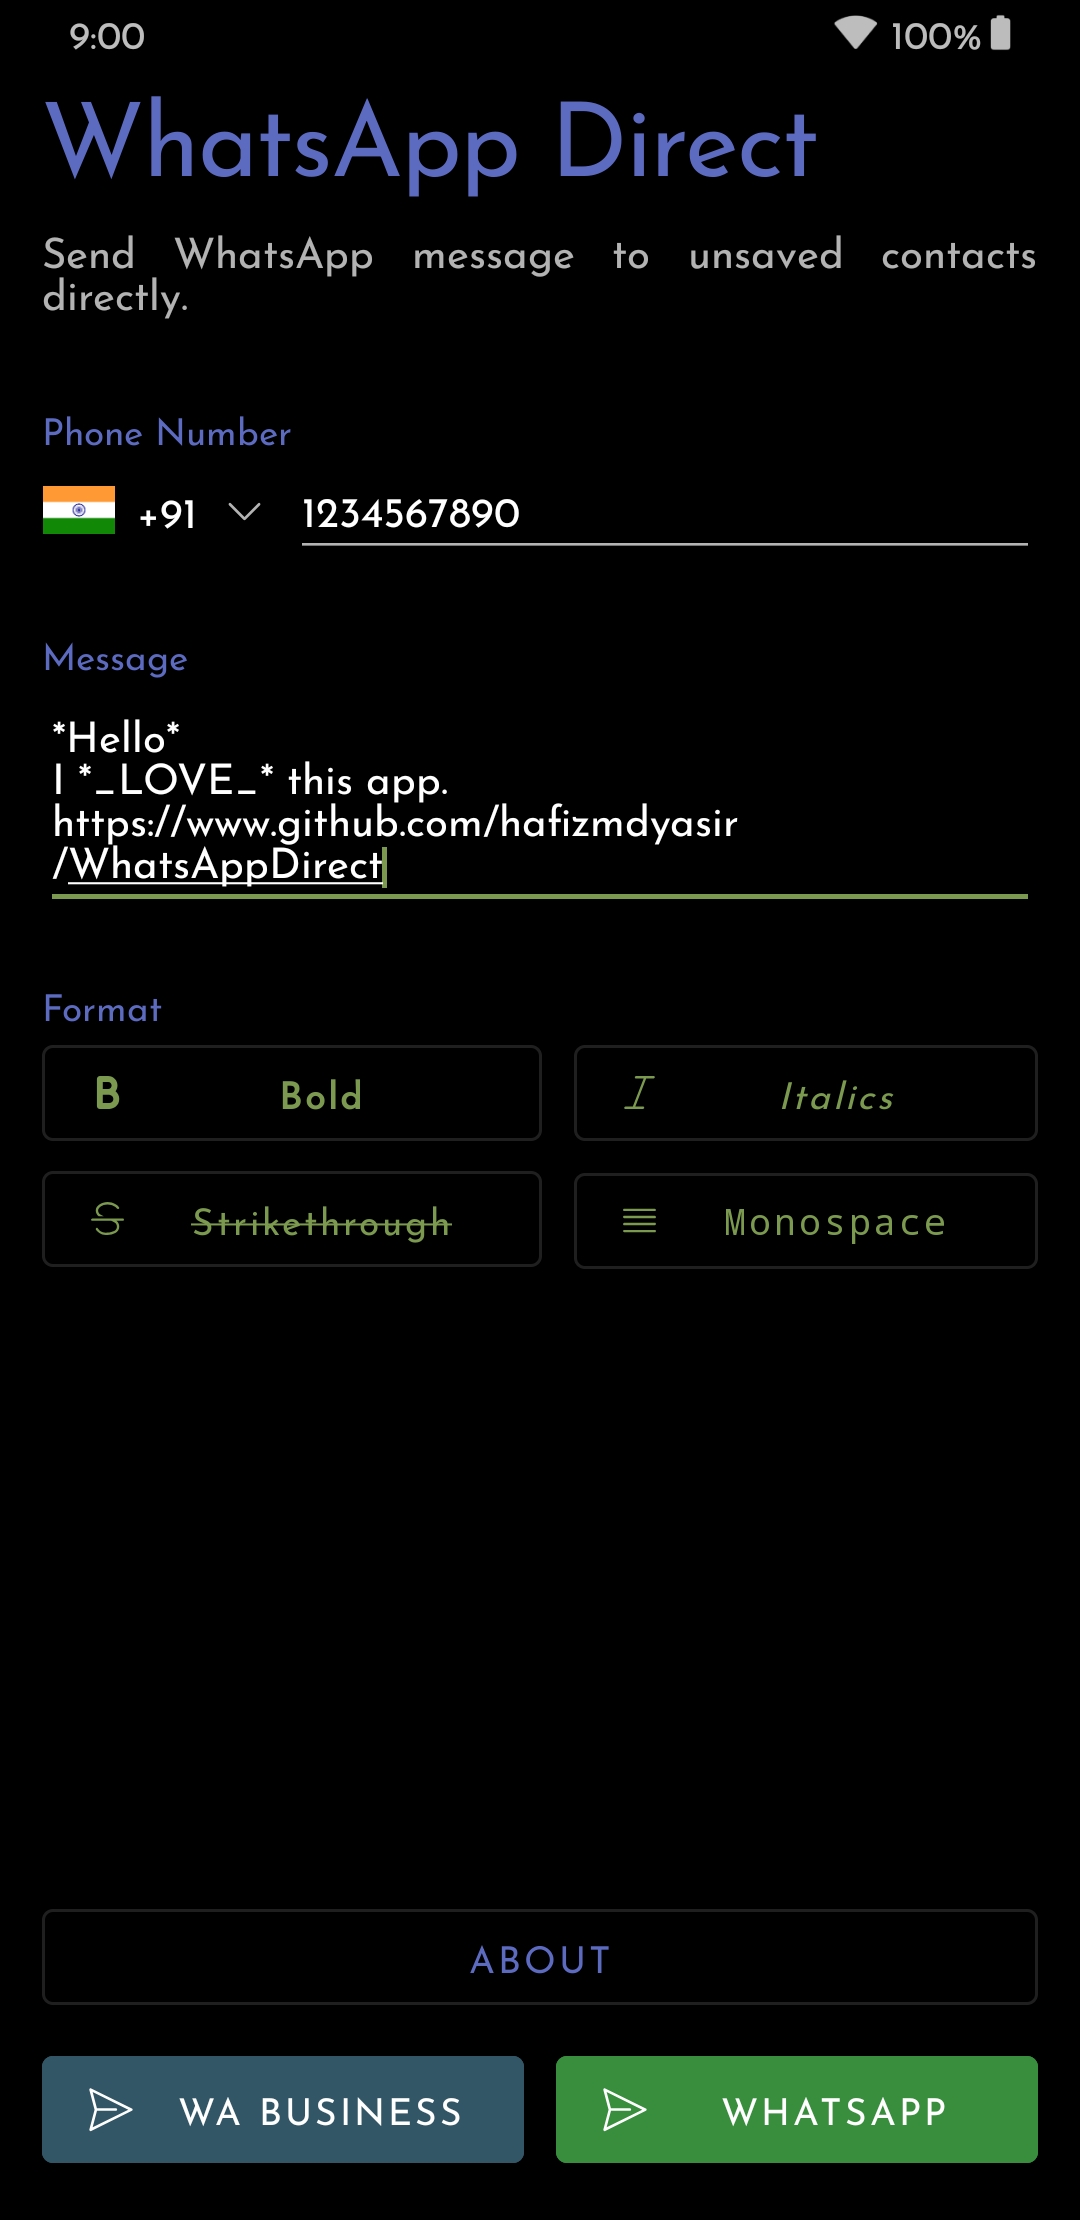 9:00 100%
WhatsApp Direct
Send WhatsApp message to unsaved contacts
directly.
Phone Number
+91 1234567890
Message
*Hello*
I *_LOVE_* this app.
https://www.github.com/hafizmdyasir
/WhatsAppDirect
Format
B Bold I Italics
S Strikethrough Monospace
ABOUT
WA BUSINESS WHATSAPP